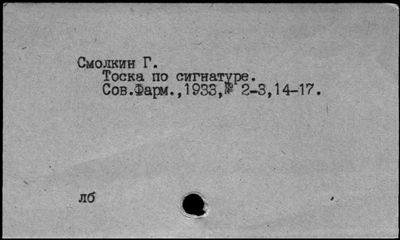 Смолкин Г.
Тоска по сигнатуре.
Сов.Фарм.,1933,№ 2-3,14-17.
лб